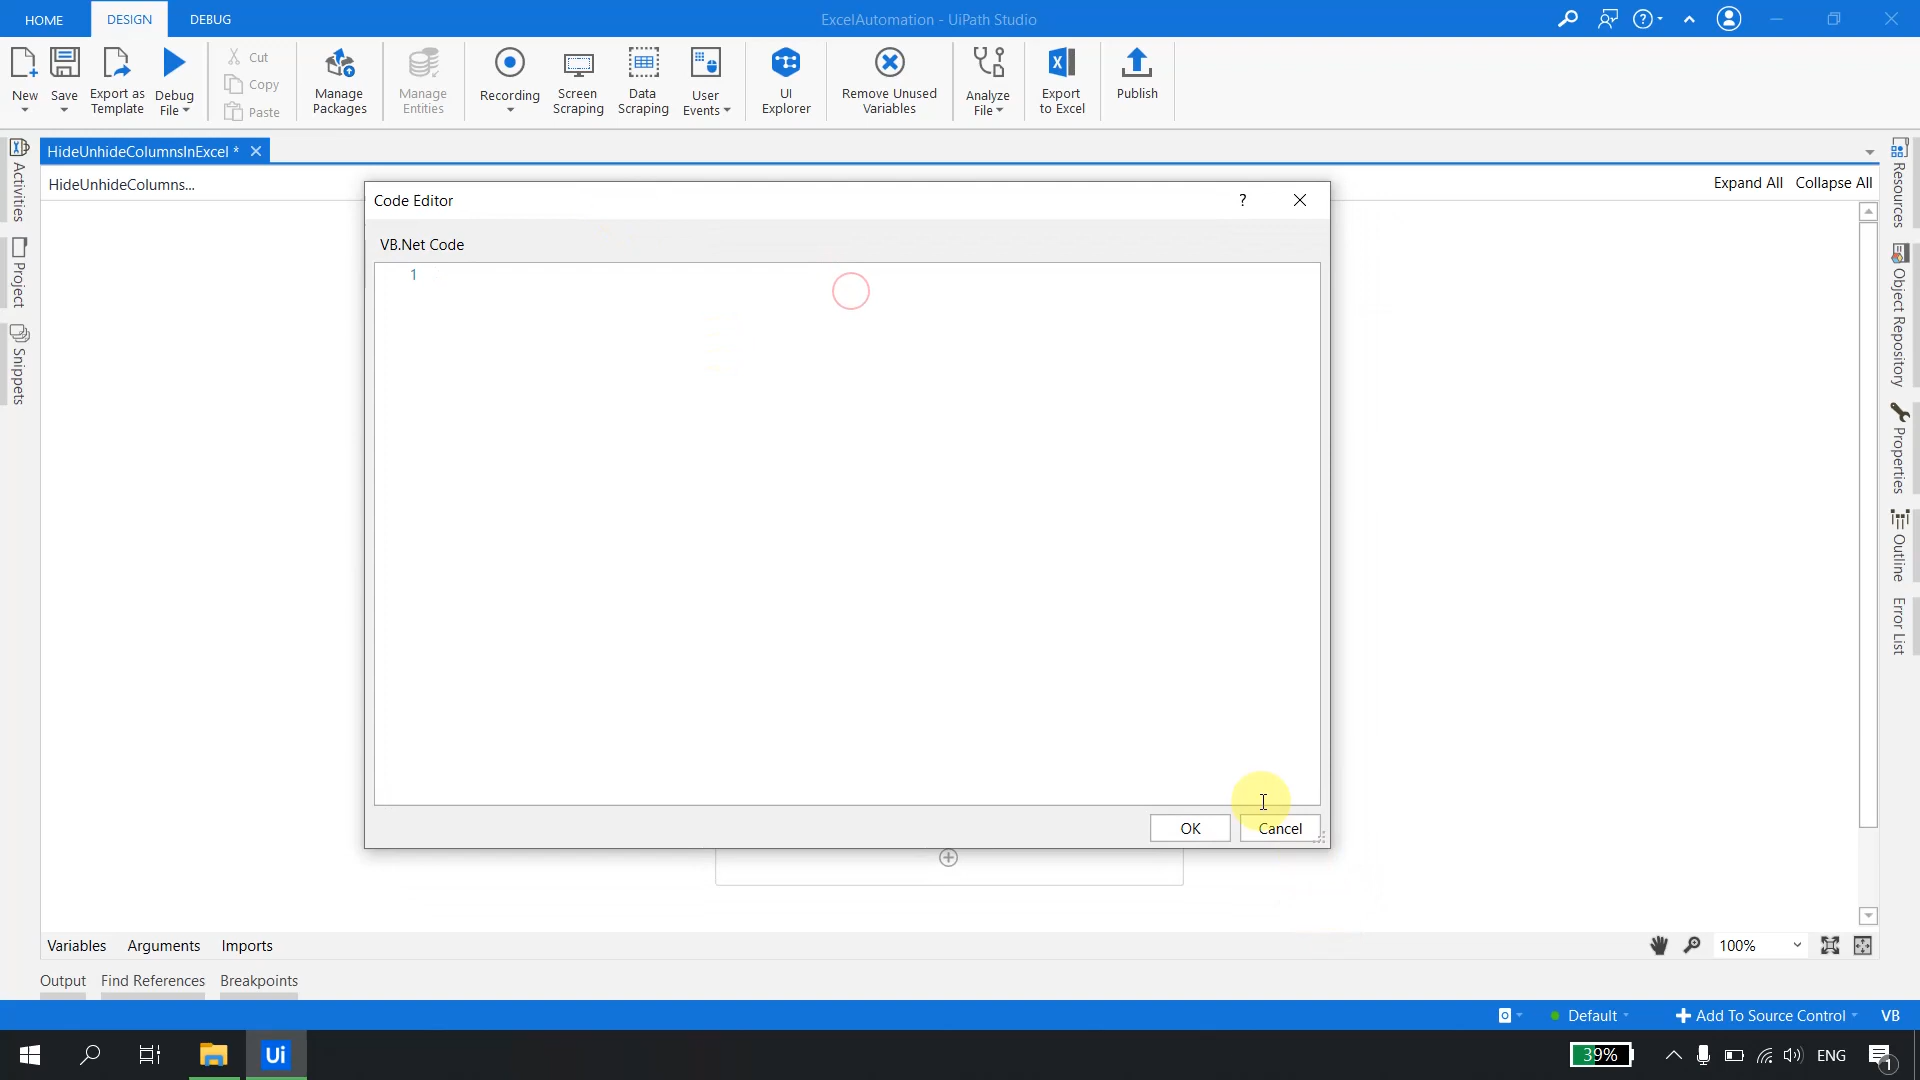 HOME DESIGN DEBUG ExcelAutomation - UiPath Studio
New Save Export as Template Debug File Cut Copy Paste Manage Packages Manage Entities Recording Screen Scraping Data Scraping User Events UI Explorer Remove Unused Variables Analyze File Export to Excel Publish
HideUnhideColumnsInExcel *
HideUnhideColumns... Expand All Collapse All
Activities
Project
Snippets
Resources
Object Repository
Properties
Outline
Error List
Code Editor ?
VB.Net Code
1
OK Cancel
Variables Arguments Imports 100%
Output Find References Breakpoints
Default Add To Source Control VB
Ui 39% ENG 1